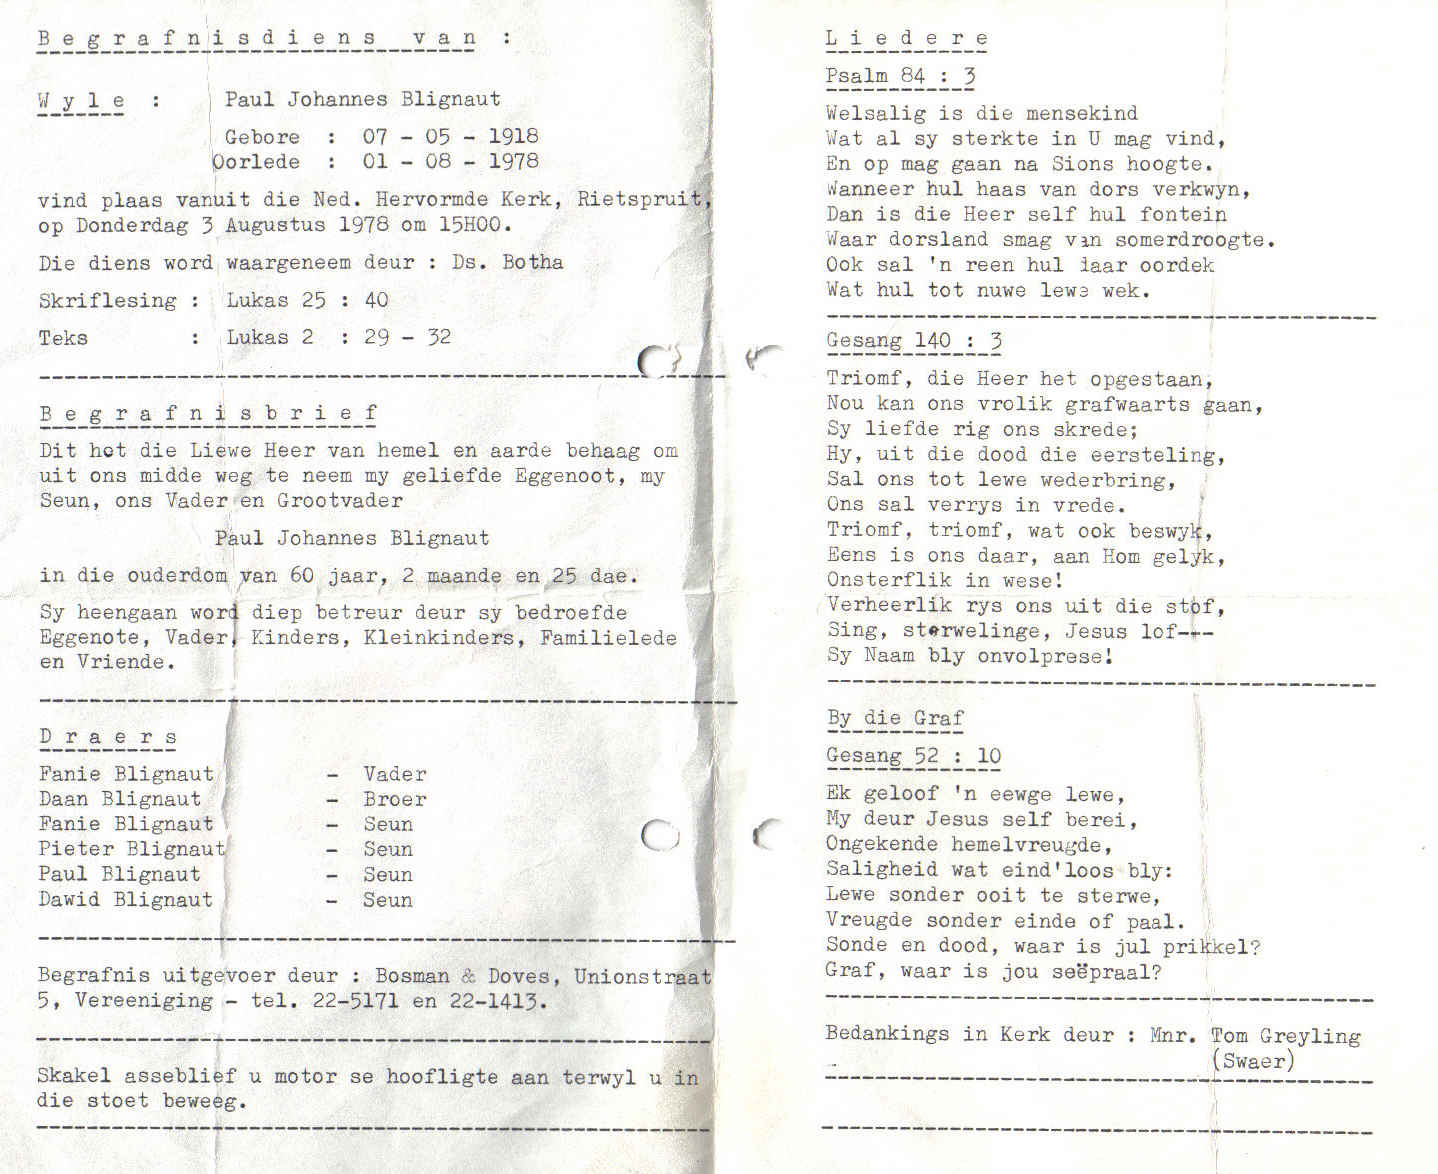 Begrafnisdiens van :
Wyle : Paul Johannes Blignaut
Gebore : 07 - 05 - 1918
Oorlede : 01 - 08 - 1978
vind plaas vanuit die Ned. Hervormde Kerk, Rietspruit,
op Donderdag 3 Augustus 1978 om 15H00.
Die diens word waargeneem deur : Ds. Botha
Skriflesing : Lukas 25 : 40
Teks : Lukas 2 : 29 - 32
Begrafnisbrief
Dit het die Liewe Heer van hemel en aarde behaag om
uit ons midde weg te neem my geliefde Eggenoot, my
Seun, ons Vader en Grootvader
Paul Johannes Blignaut
in die ouderdom van 60 jaar, 2 maande en 25 dae.
Sy heengaan word diep betreur deur sy bedroefde
Eggenote, Vader, Kinders, Kleinkinders, Familielede
en Vriende.
Draers
Fanie Blignaut - Vader
Daan Blignaut - Broer
Fanie Blignaut - Seun
Pieter Blignaut - Seun
Paul Blignaut - Seun
Dawid Blignaut - Seun
Begrafnis uitgevoer deur : Bosman & Doves, Unionstraat
5, Vereeniging - tel. 22-5171 en 22-1413.
Skakel asseblief u motor se hoofligte aan terwyl u in
die stoet beweeg.
Liedere
Psalm 84 : 3
Welsalig is die mensekind
Wat al sy sterkte in U mag vind,
En op mag gaan na Sions hoogte.
Wanneer hul haas van dors verkwyn,
Dan is die Heer self hul fontein
Waar dorsland smag van somerdroogte.
Ook sal 'n reen hul daar oordek
Wat hul tot nuwe lewe wek.
Gesang 140 : 3
Triomf, die Heer het opgestaan,
Nou kan ons vrolik grafwaarts gaan,
Sy liefde rig ons skrede;
Hy, uit die dood die eersteling,
Sal ons tot lewe wederbring,
Ons sal verrys in vrede.
Triomf, triomf, wat ook beswyk,
Eens is ons daar, aan Hom gelyk,
Onsterflik in wese!
Verheerlik rys ons uit die stof,
Sing, sterwelinge, Jesus lof---
Sy Naam bly onvolprese!
By die Graf
Gesang 52 : 10
Ek geloof 'n eewge lewe,
My deur Jesus self berei,
Ongekende hemelvreugde,
Saligheid wat eind'loos bly:
Lewe sonder ooit te sterwe,
Vreugde sonder einde of paal.
Sonde en dood, waar is jul prikkel?
Graf, waar is jou seëpraal?
Bedankings in Kerk deur : Mnr. Tom Greyling
(Swaer)